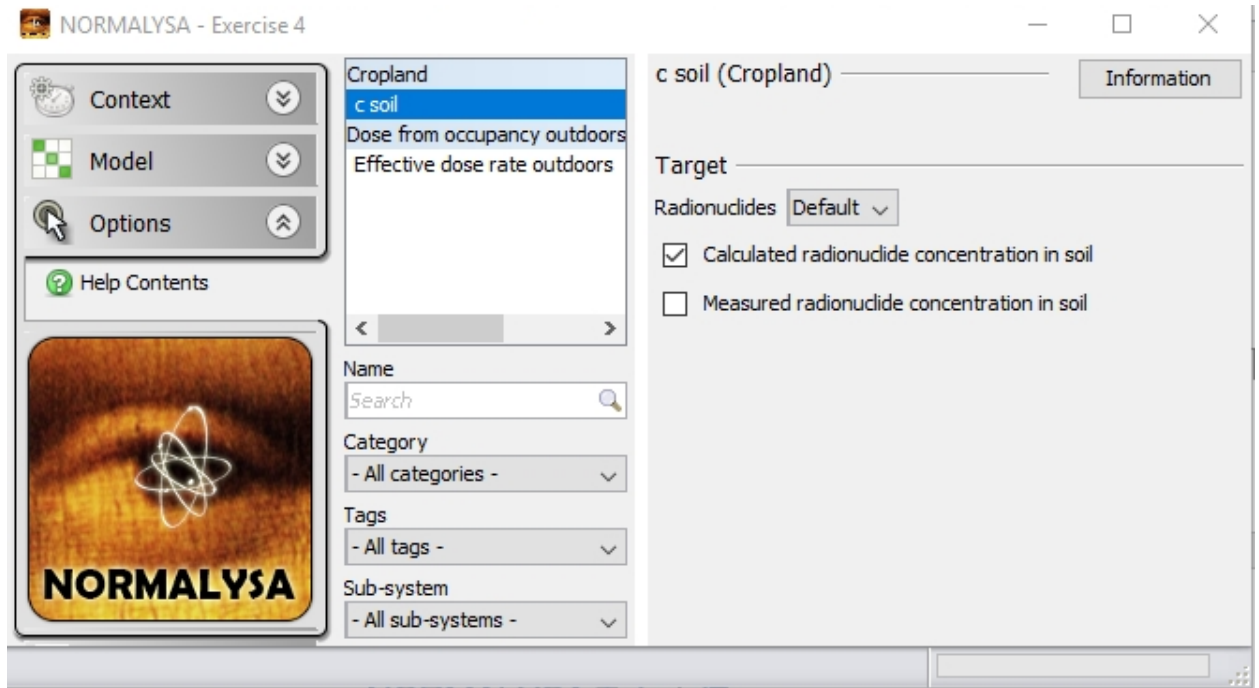 NORMALYSA - Exercise 4
Context
Model
Options
Help Contents
NORMALYSA
Cropland
c soil
Dose from occupancy outdoors
Effective dose rate outdoors
Name
Search
Category
- All categories -
Tags
- All tags -
Sub-system
- All sub-systems -
c soil (Cropland)
Information
Target
Radionuclides Default
Calculated radionuclide concentration in soil
Measured radionuclide concentration in soil